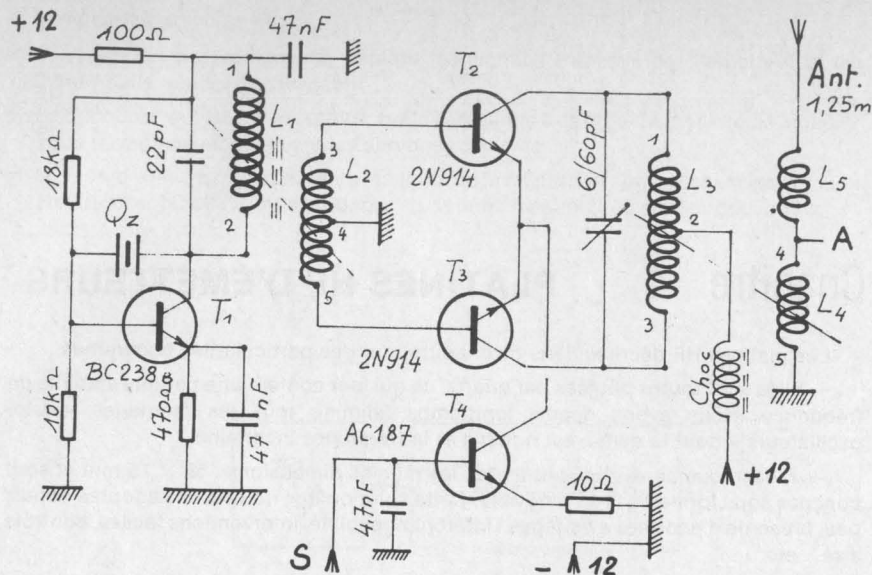 +12
100Ω
47nF
18kΩ
22pF
1
L1
2
Qz
T1
BC238
10kΩ
470Ω
47nF
3
L2
4
5
T2
2N914
T3
2N914
T4
AC187
47nF
S
6/60pF
1
L3
2
3
Ant.
1,25m
L5
A
4
L4
5
Choc
+12
10Ω
- 12